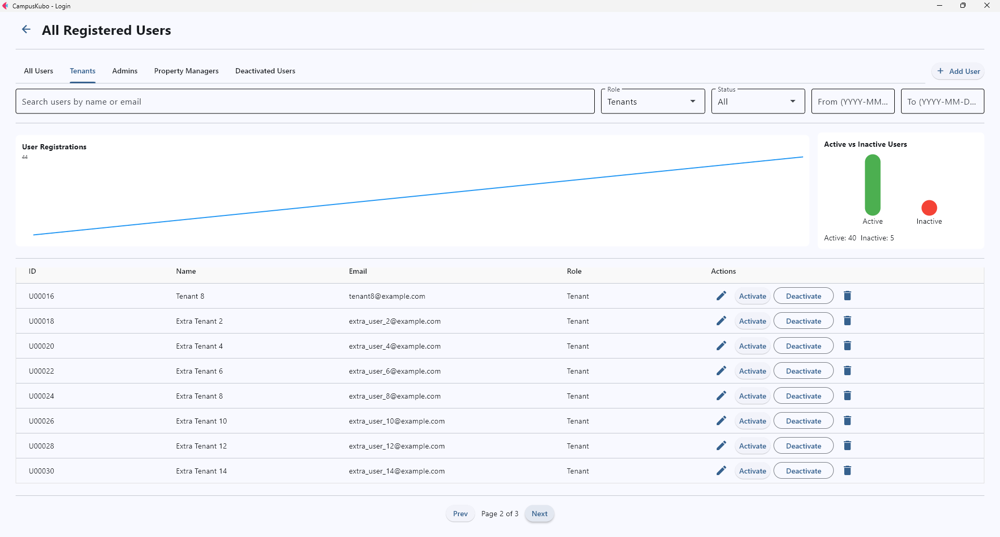 CampusKubo - Login
All Registered Users
All Users Tenants Admins Property Managers Deactivated Users + Add User
Search users by name or email Role Tenants Status All From (YYYY-MM... To (YYYY-MM-D...
User Registrations
44
Active vs Inactive Users
Active Inactive
Active: 40 Inactive: 5
ID Name Email Role Actions
U00016 Tenant 8 tenant8@example.com Tenant Activate Deactivate
U00018 Extra Tenant 2 extra_user_2@example.com Tenant Activate Deactivate
U00020 Extra Tenant 4 extra_user_4@example.com Tenant Activate Deactivate
U00022 Extra Tenant 6 extra_user_6@example.com Tenant Activate Deactivate
U00024 Extra Tenant 8 extra_user_8@example.com Tenant Activate Deactivate
U00026 Extra Tenant 10 extra_user_10@example.com Tenant Activate Deactivate
U00028 Extra Tenant 12 extra_user_12@example.com Tenant Activate Deactivate
U00030 Extra Tenant 14 extra_user_14@example.com Tenant Activate Deactivate
Prev Page 2 of 3 Next